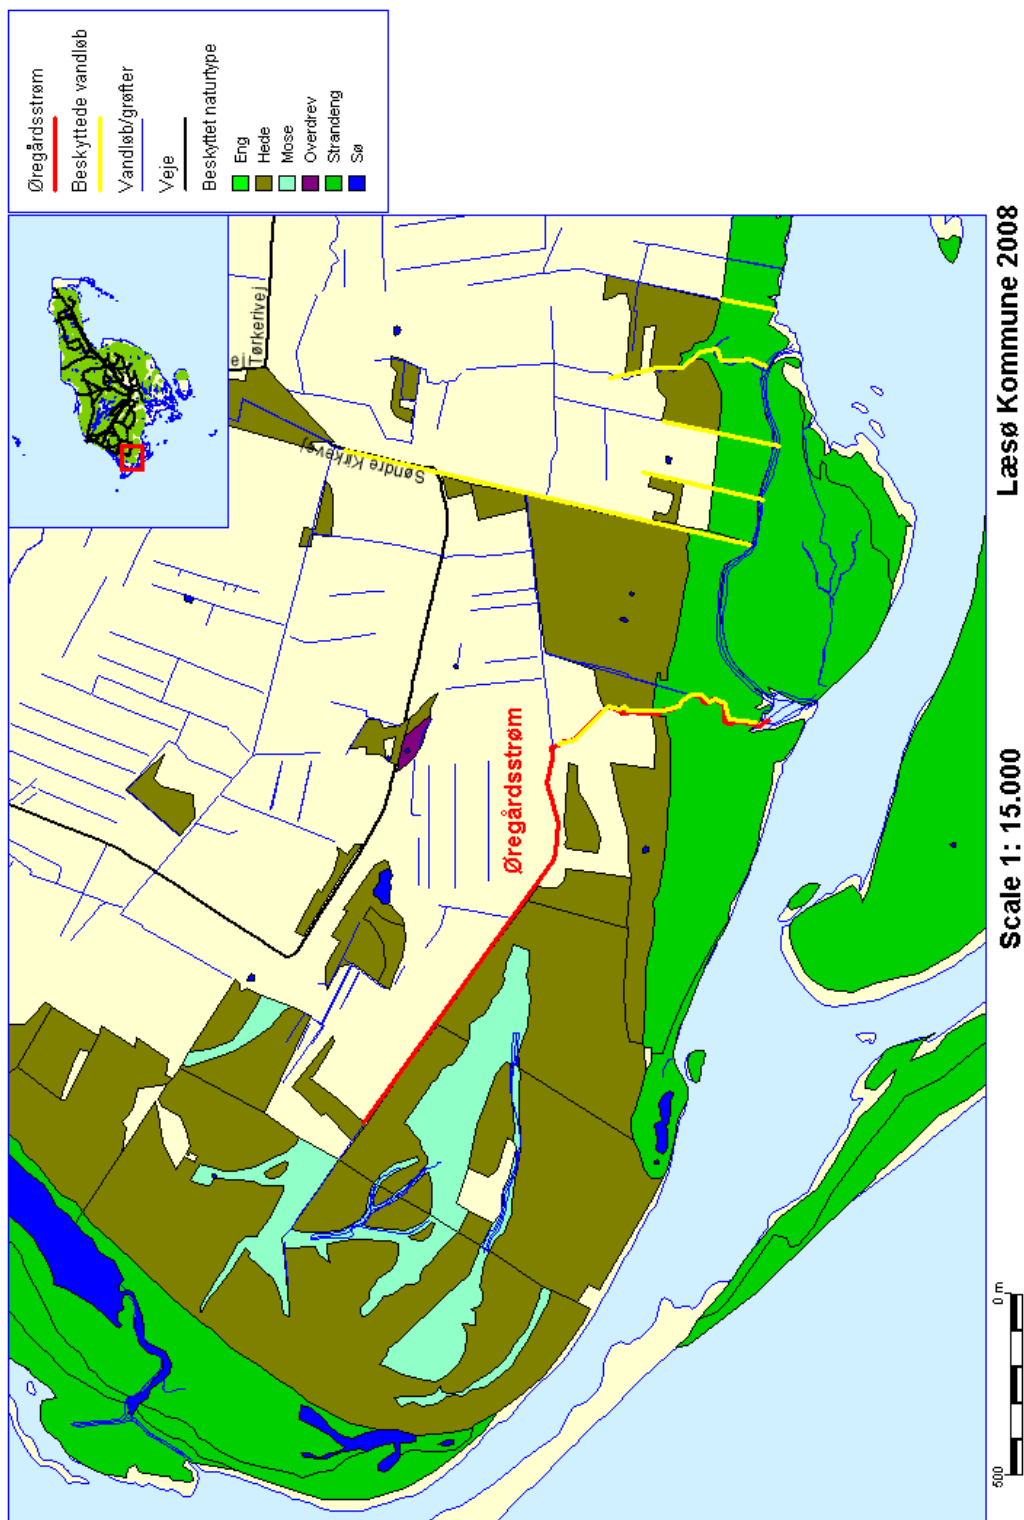 Øregårdsstrøm
Beskyttede vandløb
Vandløb/grøfter
Veje
Beskyttet naturtype
Eng
Hede
Mose
Overdrev
Strandeng
Sø
ej
Tørkerivej
Søndre Kirkevej
Øregårdsstrøm
500
0 m
Scale 1: 15.000
Læsø Kommune 2008